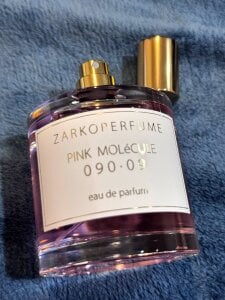 ZARKOPERFUME
PINK MOLéCULE
090·09
eau de parfum